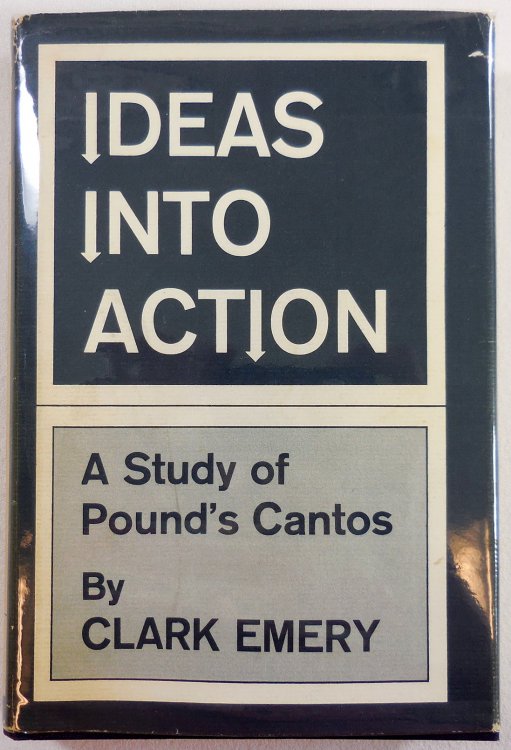 IDEAS
INTO
ACTION
A Study of
Pound's Cantos
By
CLARK EMERY